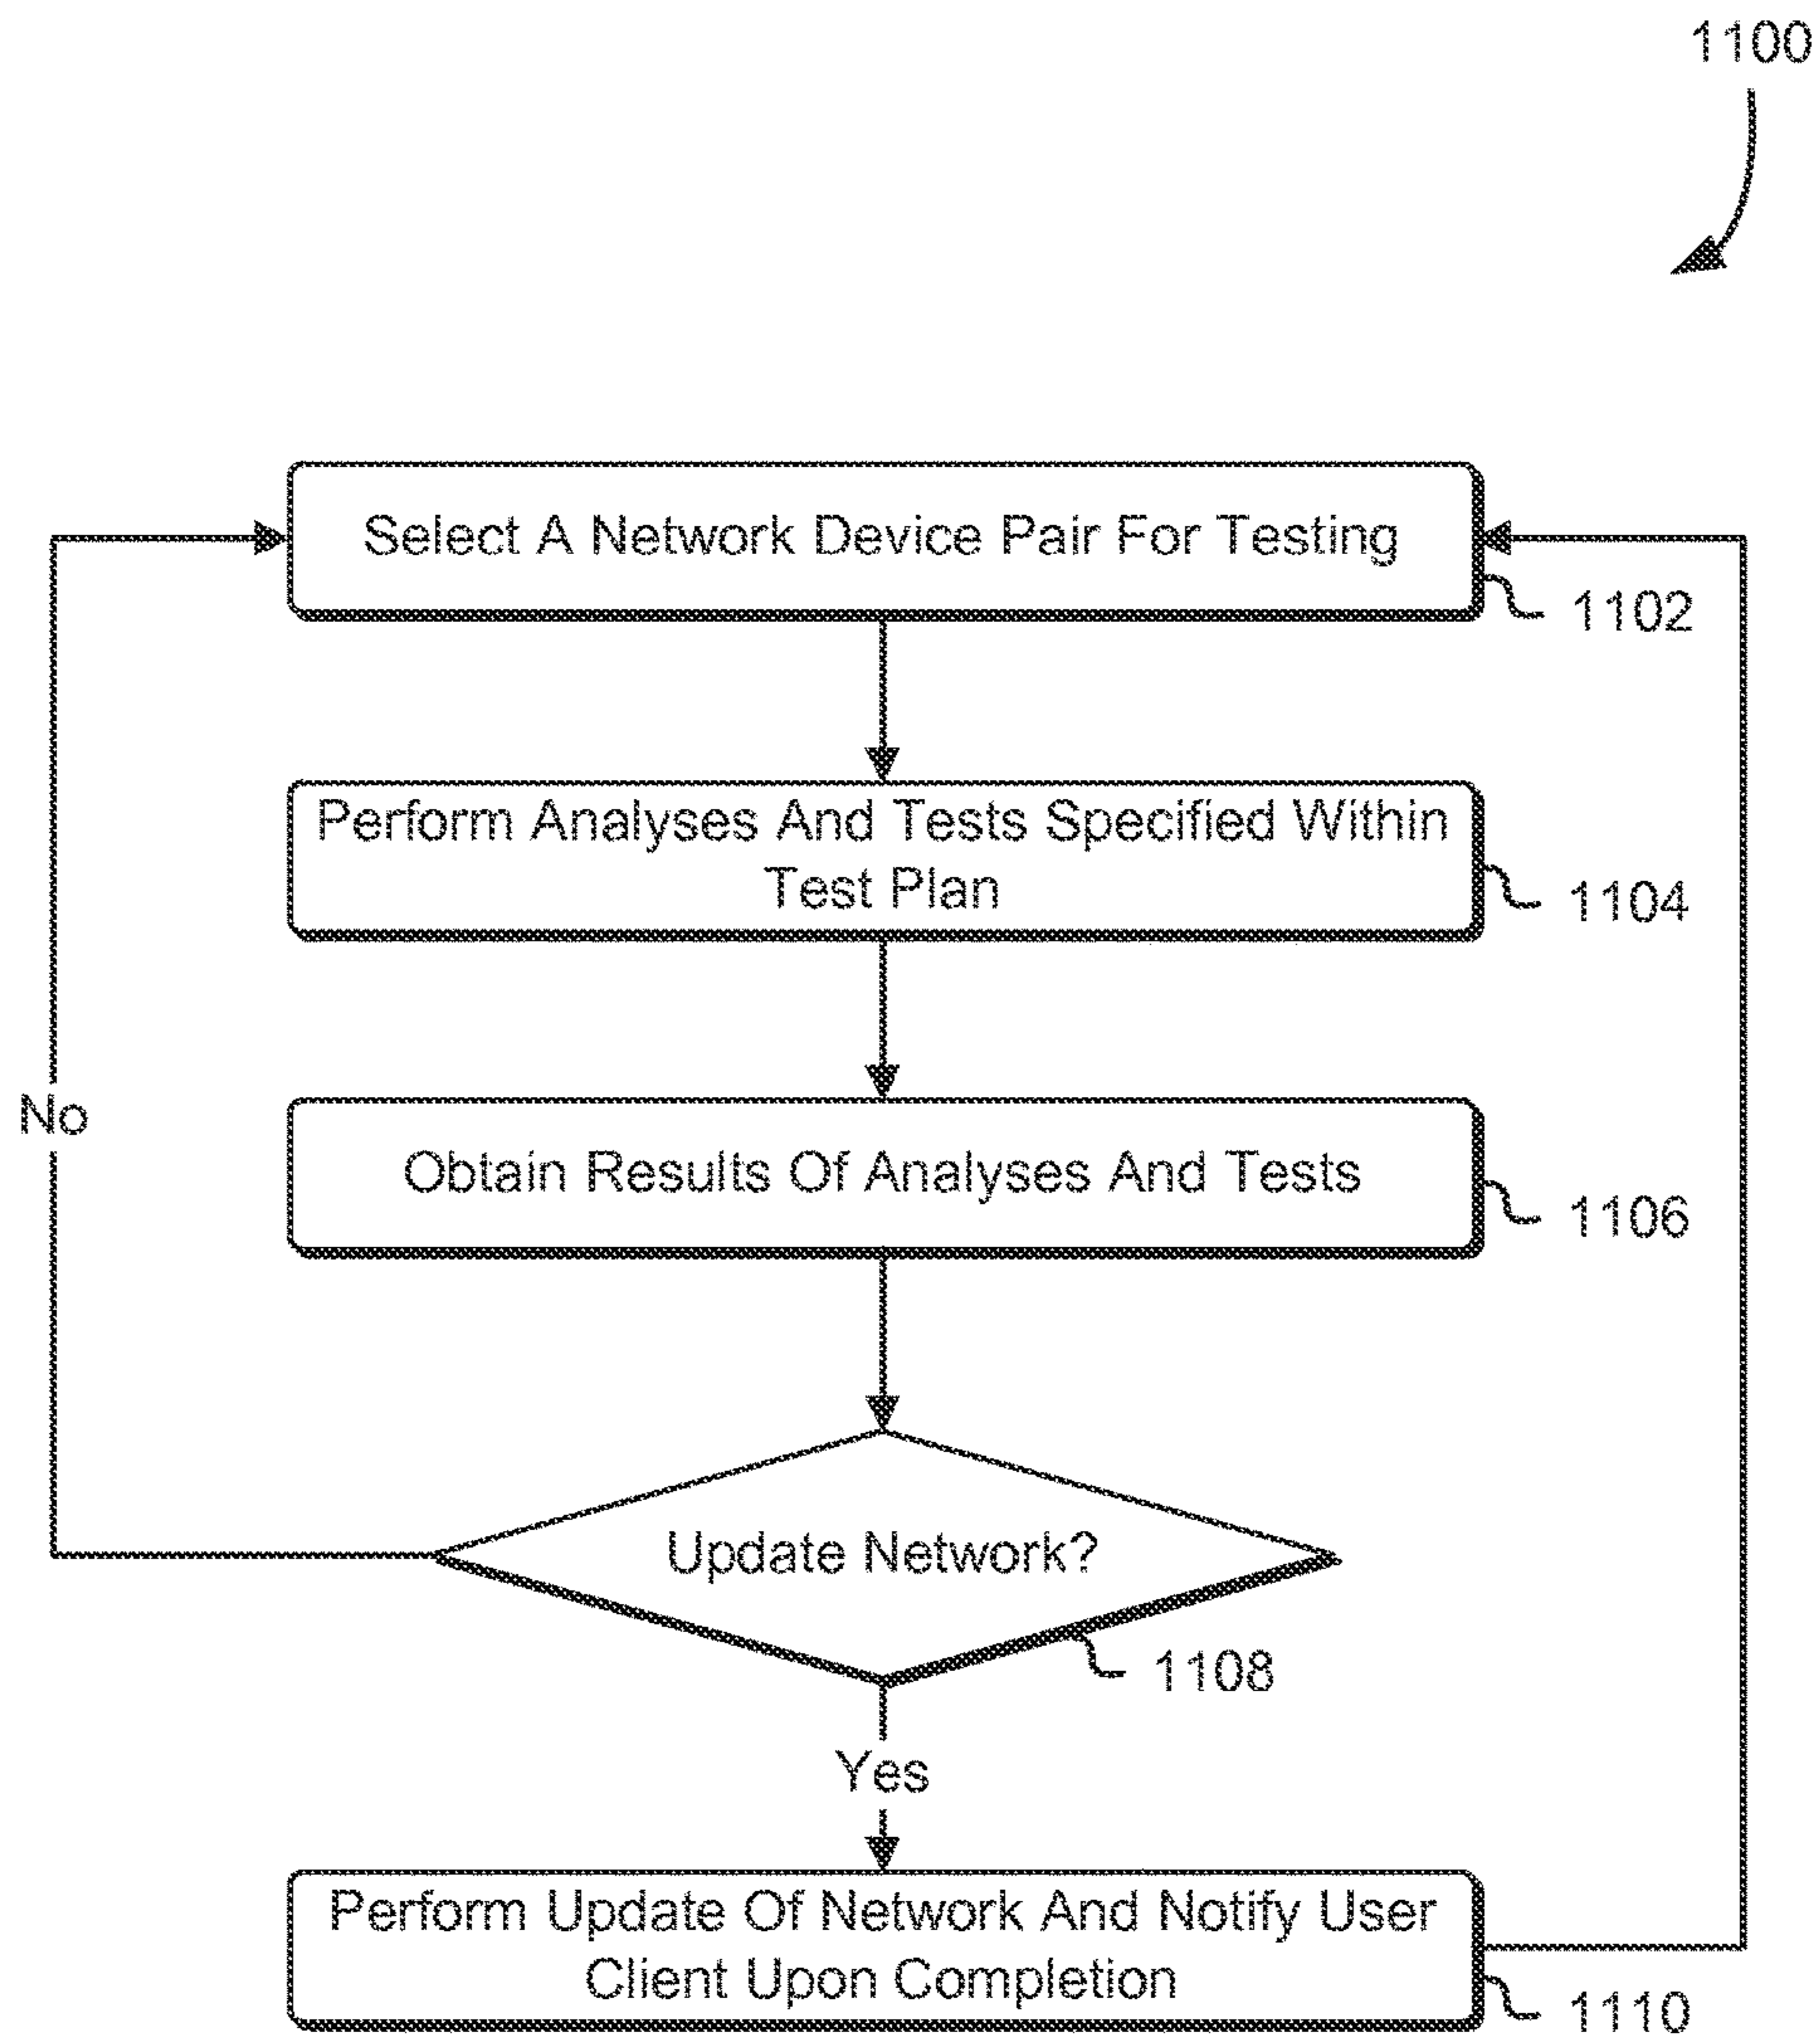 1100
Select A Network Device Pair For Testing
1102
Perform Analyses And Tests Specified Within
Test Plan
1104
No
Obtain Results Of Analyses And Tests
1106
Update Network?
1108
Yes
Perform Update Of Network And Notify User
Client Upon Completion
1110